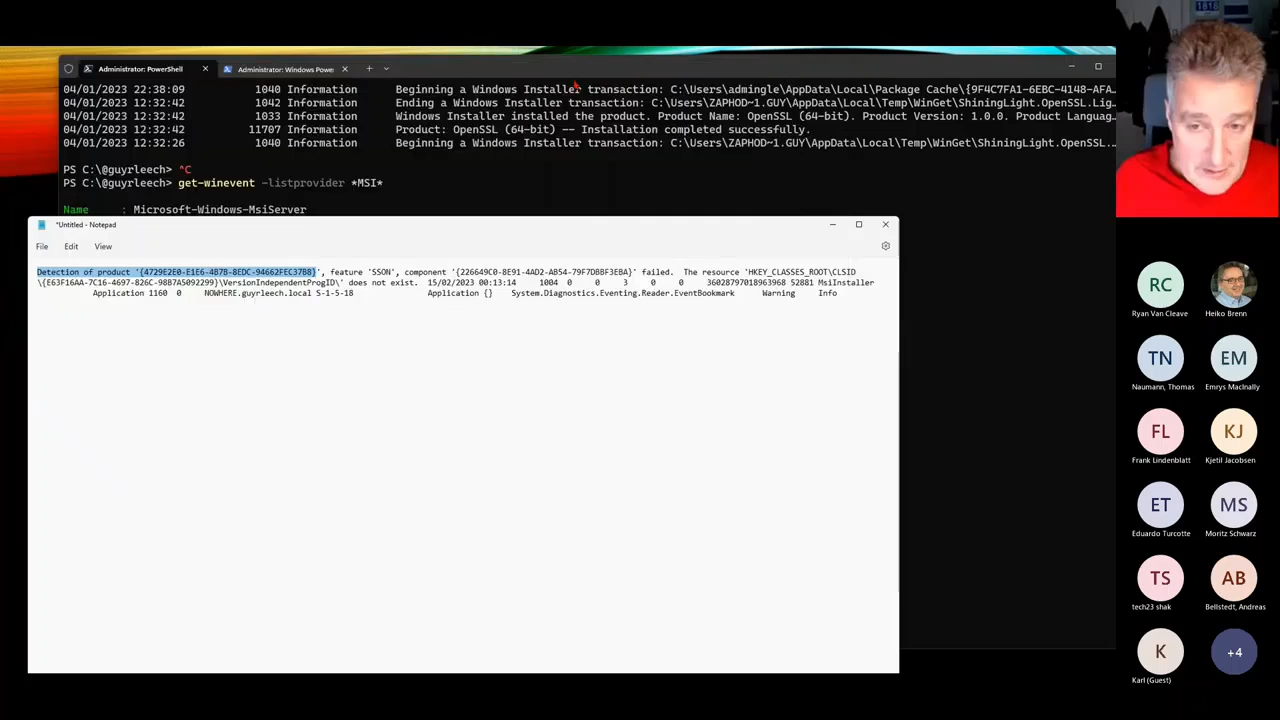 1818
Administrator: PowerShell
Administrator: Windows Powe
04/01/2023 22:38:09 1040 Information Beginning a Windows Installer transaction: C:\Users\admingle\AppData\Local\Package Cache\{9F4C7FA1-6EBC-4148-AFA…
04/01/2023 12:32:42 1042 Information Ending a Windows Installer transaction: C:\Users\ZAPHOD~1.GUY\AppData\Local\Temp\WinGet\ShiningLight.OpenSSL.Lig…
04/01/2023 12:32:42 1033 Information Windows Installer installed the product. Product Name: OpenSSL (64-bit). Product Version: 1.0.0. Product Languag…
04/01/2023 12:32:42 11707 Information Product: OpenSSL (64-bit) -- Installation completed successfully.
04/01/2023 12:32:26 1040 Information Beginning a Windows Installer transaction: C:\Users\ZAPHOD~1.GUY\AppData\Local\Temp\WinGet\ShiningLight.OpenSSL.…
PS C:\@guyrleech> ^C
PS C:\@guyrleech> get-winevent -listprovider *MSI*
Name : Microsoft-Windows-MsiServer
*Untitled - Notepad
File Edit View
Detection of product '{4729E2E0-E1E6-4B7B-8EDC-94662FEC37B8}', feature 'SSON', component '{226649C0-8E91-4AD2-AB54-79F7DBBF3EBA}' failed. The resource 'HKEY_CLASSES_ROOT\CLSID
\{E63F16AA-7C16-4697-826C-98B7A5092299}\VersionIndependentProgID\' does not exist. 15/02/2023 00:13:14 1004 0 0 3 0 0 36028797018963968 52881 MsiInstaller
Application 1160 0 NOWHERE.guyrleech.local S-1-5-18 Application {} System.Diagnostics.Eventing.Reader.EventBookmark Warning Info
RC
Ryan Van Cleave Heiko Brenn
TN EM
Naumann, Thomas Emrys MacInally
FL KJ
Frank Lindenblatt Kjetil Jacobsen
ET MS
Eduardo Turcotte Moritz Schwarz
TS AB
tech23 shak Bellstedt, Andreas
K +4
Karl (Guest)